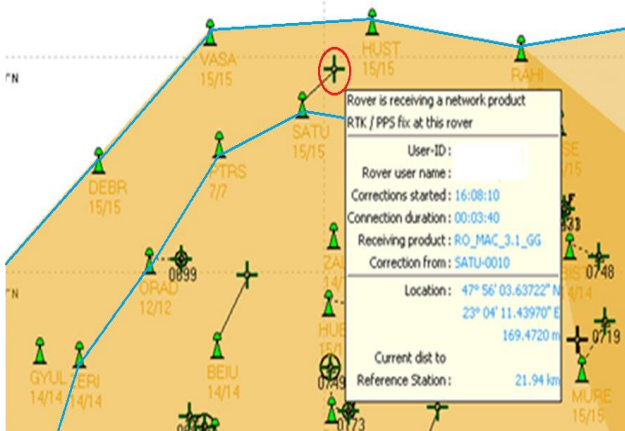 HUST
15/15
VASA
15/15
RAHI
"N
Rover is receiving a network product
RTK / PPS fix at this rover
SATU
15/15
User-ID :
Rover user name :
Corrections started : 16:08:10
Connection duration : 00:03:40
Receiving product : RO_MAC_3.1_GG
Correction from : SATU-0010
Location : 47° 56' 03.63722" N
23° 04' 11.43970" E
169.4720 m
Current dist to
Reference Station : 21.94 km
PTRS
7/7
DEBR
15/15
0899
ORAD
12/12
0748
14/14
"N
0719
GYUL
14/14
14/14
BEIU
14/14
MURE
15/15
0773